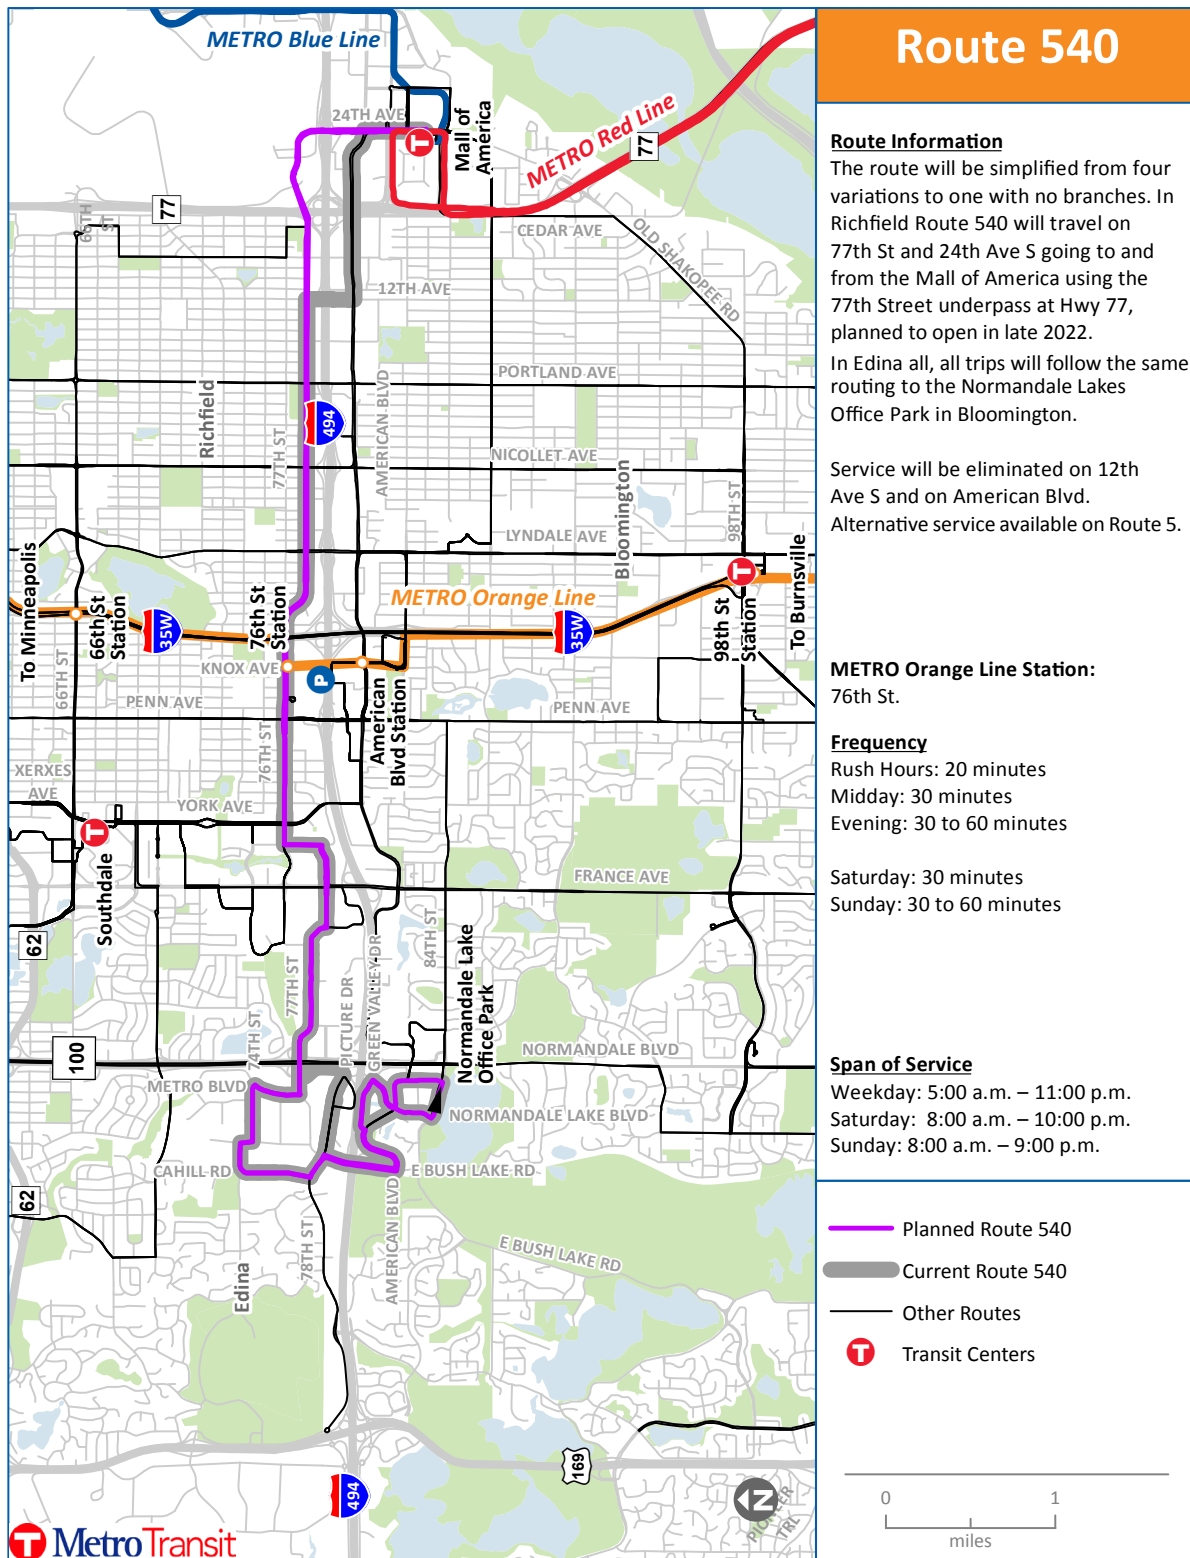 METRO Blue Line
24TH AVE
Mall of
America
METRO Red Line
77
77
66TH
ST
CEDAR AVE
OLD SHAKOPEE RD
12TH AVE
PORTLAND AVE
Richfield
494
77TH ST
AMERICAN BLVD
NICOLLET AVE
Bloomington
98TH ST
LYNDALE AVE
To Minneapolis
66th St
Station
35W
76th St
Station
METRO Orange Line
35W
98th St
Station
To Burnsville
66TH ST
KNOX AVE
P
PENN AVE
PENN AVE
American
Blvd Station
76TH ST
XERXES
AVE
YORK AVE
T
Southdale
FRANCE AVE
62
84TH ST
77TH ST
PICTURE DR
GREEN VALLEY DR
Normandale Lake
Office Park
100
74TH ST
NORMANDALE BLVD
METRO BLVD
NORMANDALE LAKE BLVD
CAHILL RD
E BUSH LAKE RD
62
78TH ST
AMERICAN BLVD
E BUSH LAKE RD
Edina
169
494
N
PIONEER
TRL
T MetroTransit
Route 540
Route Information
The route will be simplified from four
variations to one with no branches. In
Richfield Route 540 will travel on
77th St and 24th Ave S going to and
from the Mall of America using the
77th Street underpass at Hwy 77,
planned to open in late 2022.
In Edina all, all trips will follow the same
routing to the Normandale Lakes
Office Park in Bloomington.
Service will be eliminated on 12th
Ave S and on American Blvd.
Alternative service available on Route 5.
METRO Orange Line Station:
76th St.
Frequency
Rush Hours: 20 minutes
Midday: 30 minutes
Evening: 30 to 60 minutes
Saturday: 30 minutes
Sunday: 30 to 60 minutes
Span of Service
Weekday: 5:00 a.m. – 11:00 p.m.
Saturday: 8:00 a.m. – 10:00 p.m.
Sunday: 8:00 a.m. – 9:00 p.m.
Planned Route 540
Current Route 540
Other Routes
T Transit Centers
0 1
miles